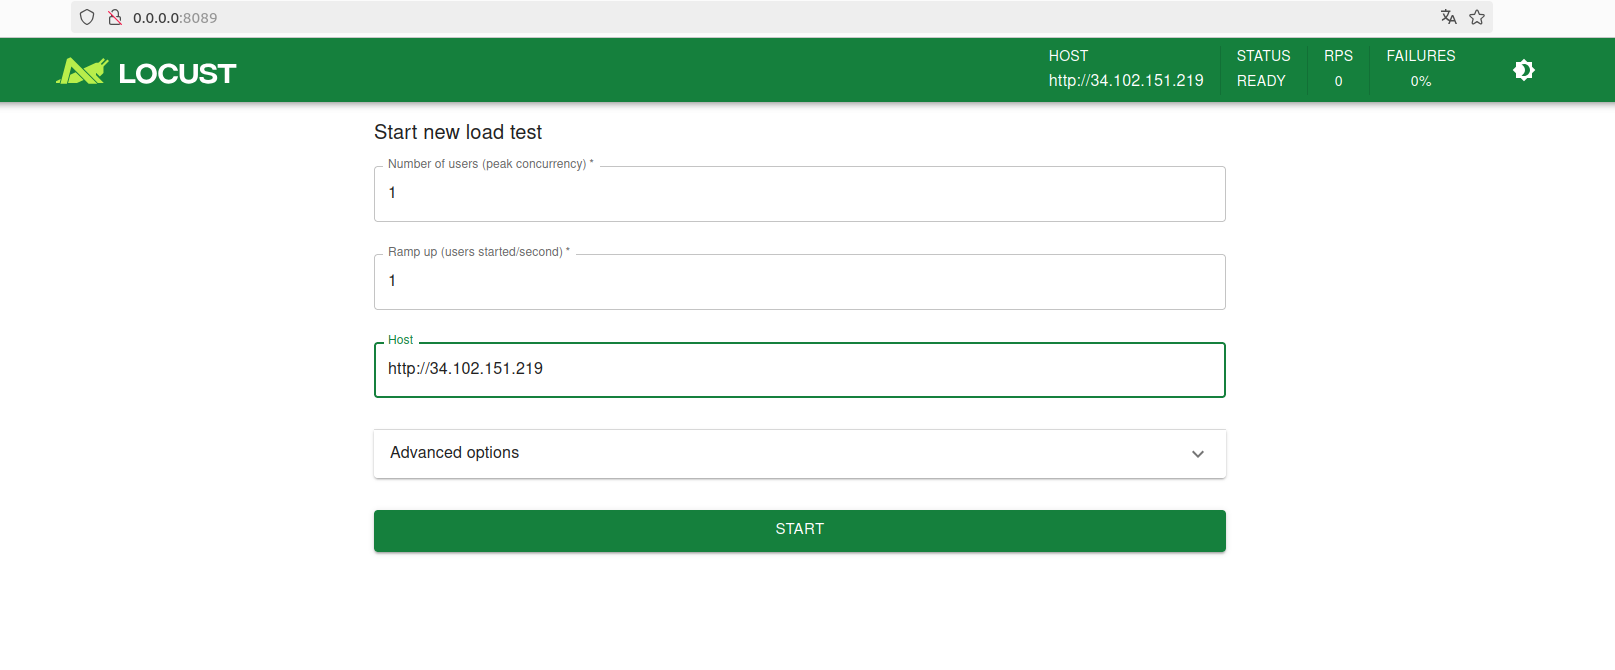 0.0.0.0:8089
LOCUST
HOST
http://34.102.151.219
STATUS
READY
RPS
0
FAILURES
0%
Start new load test
Number of users (peak concurrency) *
1
Ramp up (users started/second) *
1
Host
http://34.102.151.219
Advanced options
START